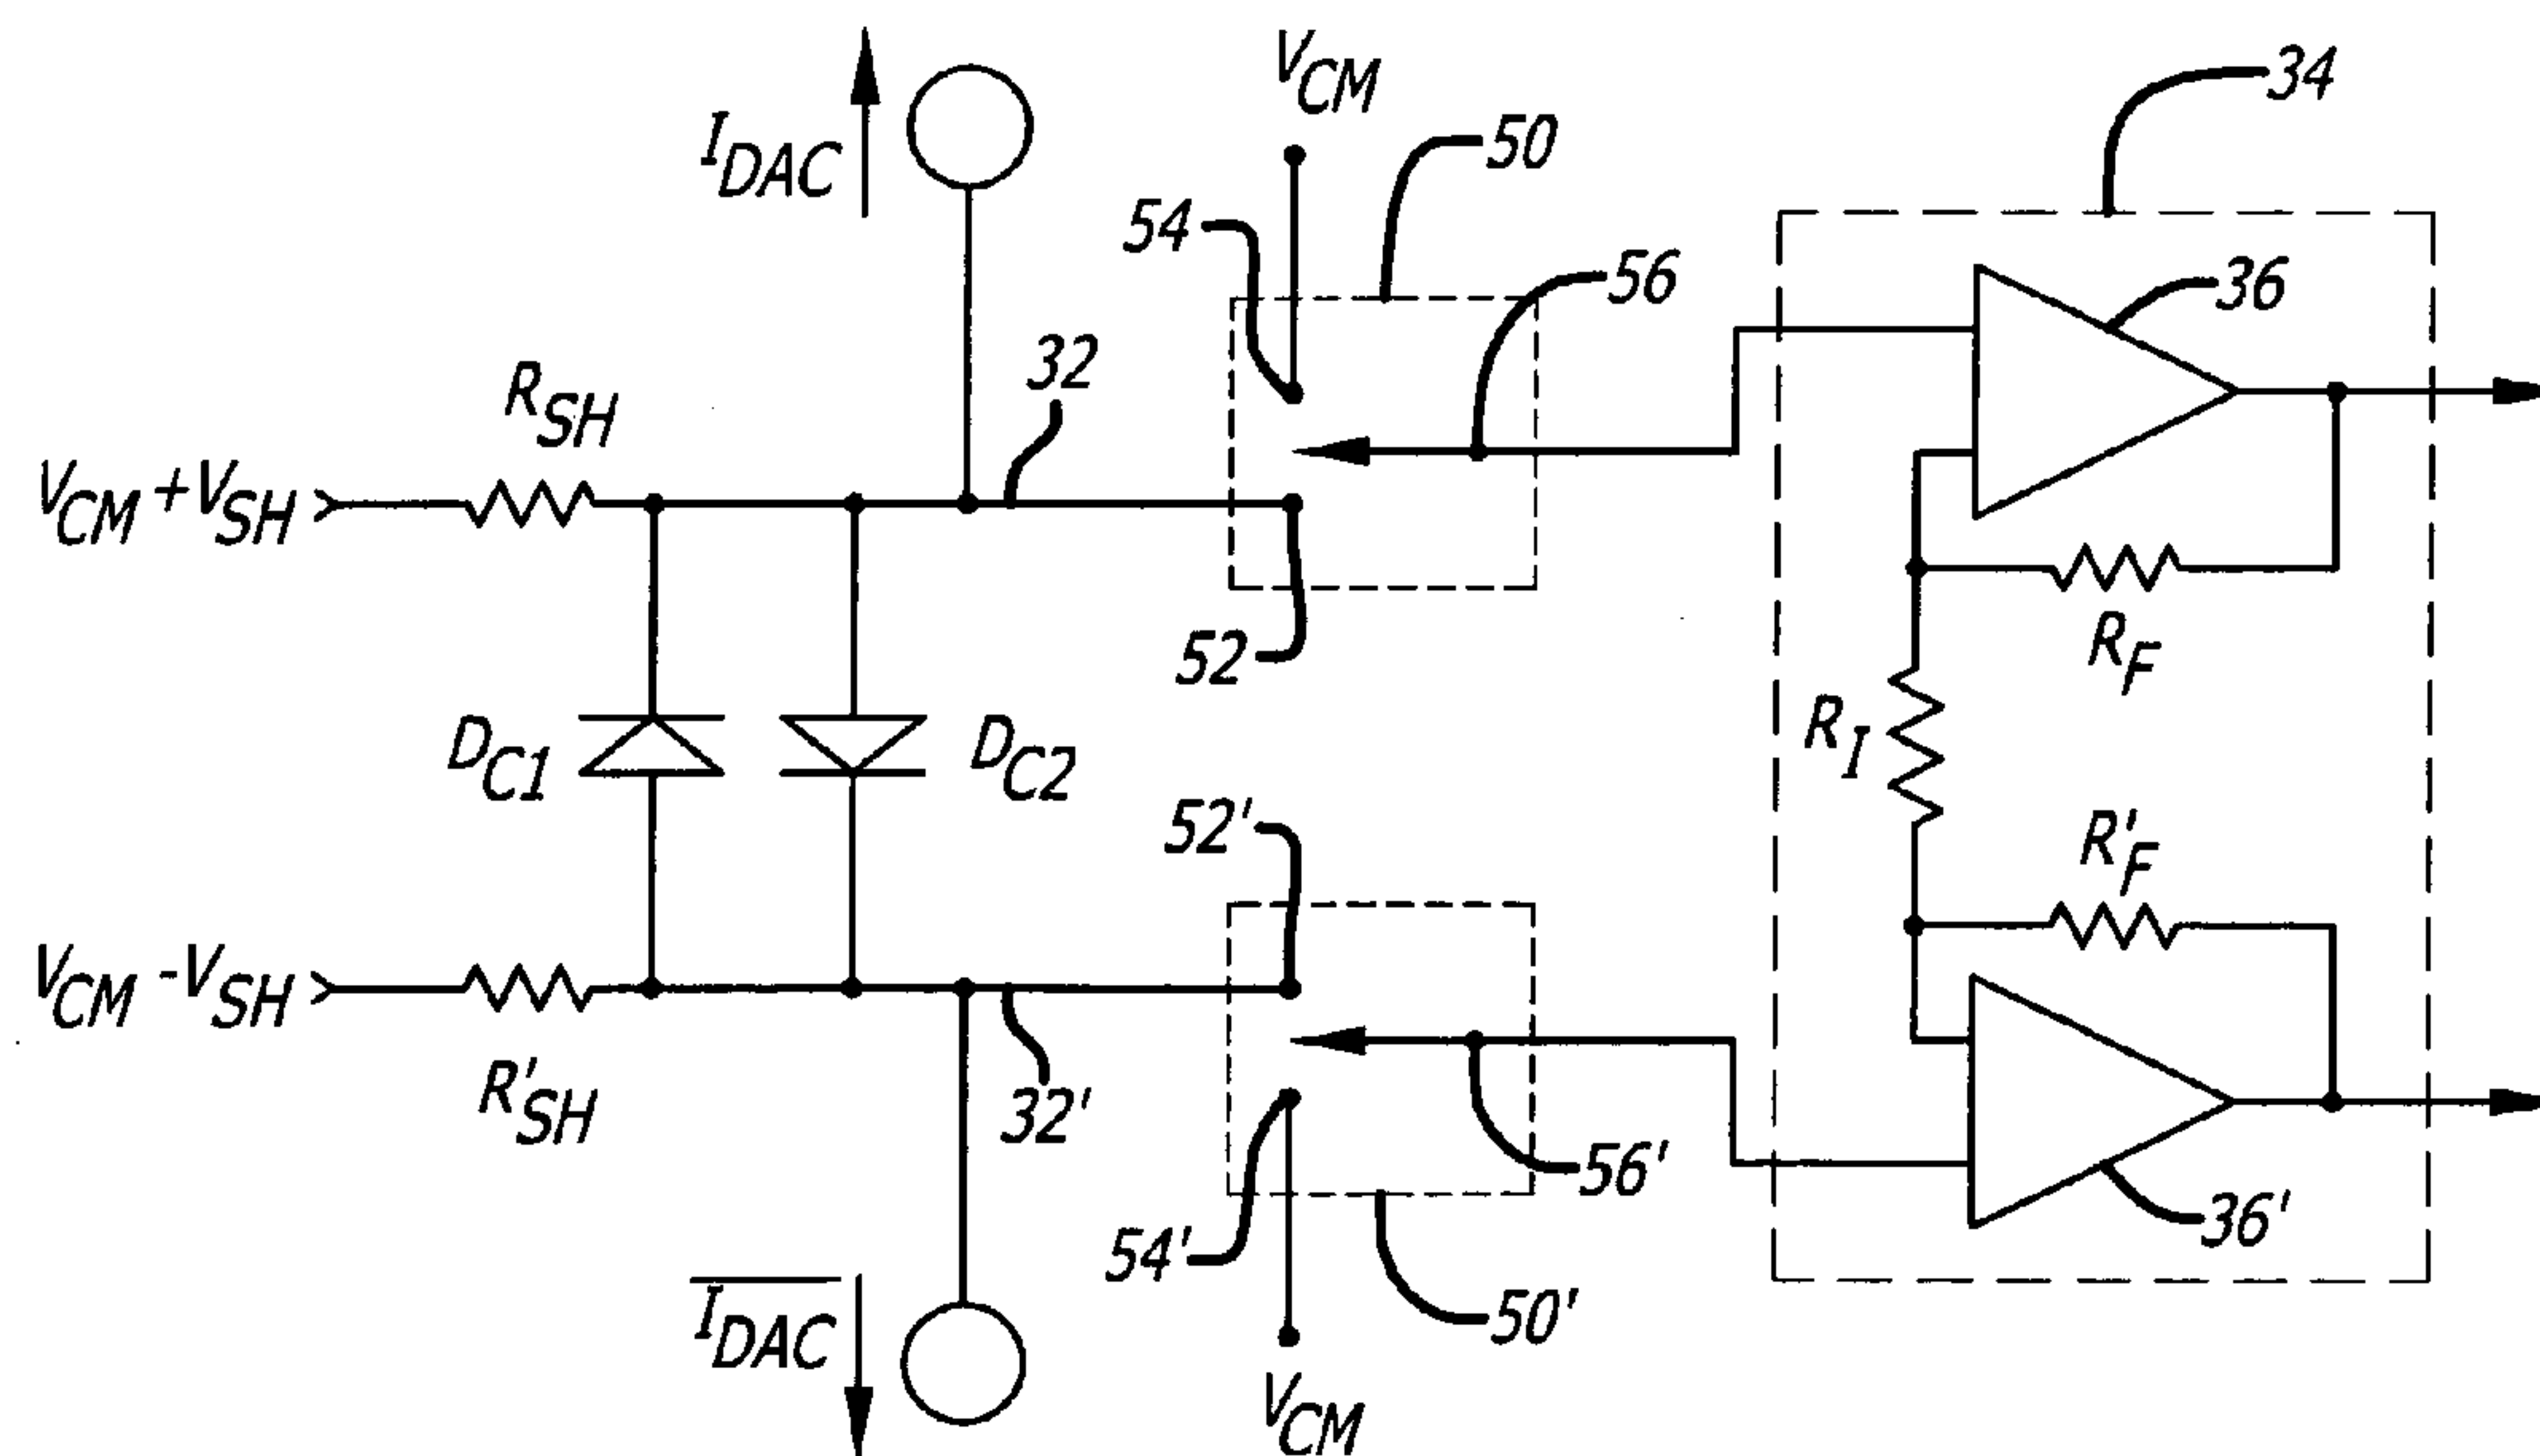 V_CM
34
I_DAC
50
54
56
36
32
R_SH
V_CM +V_SH
52
R_F
D_C1
D_C2
R_I
52'
R'_F
V_CM -V_SH
R'_SH
32'
56'
36'
54'
50'
I_DAC
V_CM